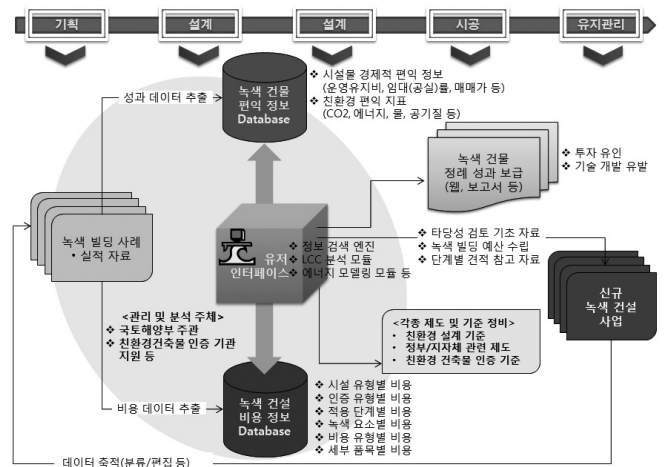 기획
설계
설계
시공
유지관리
성과 데이터 추출
녹색 건물
편익 정보
Database
❖ 시설물 경제적 편익 정보
(운영유지비, 임대(공실)률, 매매가 등)
❖ 친환경 편익 지표
(CO2, 에너지, 물, 공기질 등)
녹색 건물
정례 성과 보급
(웹, 보고서 등)
❖ 투자 유인
❖ 기술 개발 유발
녹색 빌딩 사례
• 실적 자료
유저
인터페이스
❖ 정보 검색 엔진
❖ LCC 분석 모듈
❖ 에너지 모델링 모듈 등
❖ 타당성 검토 기초 자료
❖ 녹색 빌딩 예산 수립
❖ 단계별 견적 참고 자료
신규
녹색 건설
사업
<관리 및 분석 주체>
❖ 국토해양부 주관
❖ 친환경건축물 인증 기관
지원 등
<각종 제도 및 기준 정비>
• 친환경 설계 기준
• 정부/지자체 관련 제도
• 친환경 건축물 인증 기준
비용 데이터 추출
녹색 건설
비용 정보
Database
❖ 시설 유형별 비용
❖ 인증 유형별 비용
❖ 적용 단계별 비용
❖ 녹색 요소별 비용
❖ 비용 유형별 비용
❖ 세부 품목별 비용
데이터 축적(분류/편집 등)